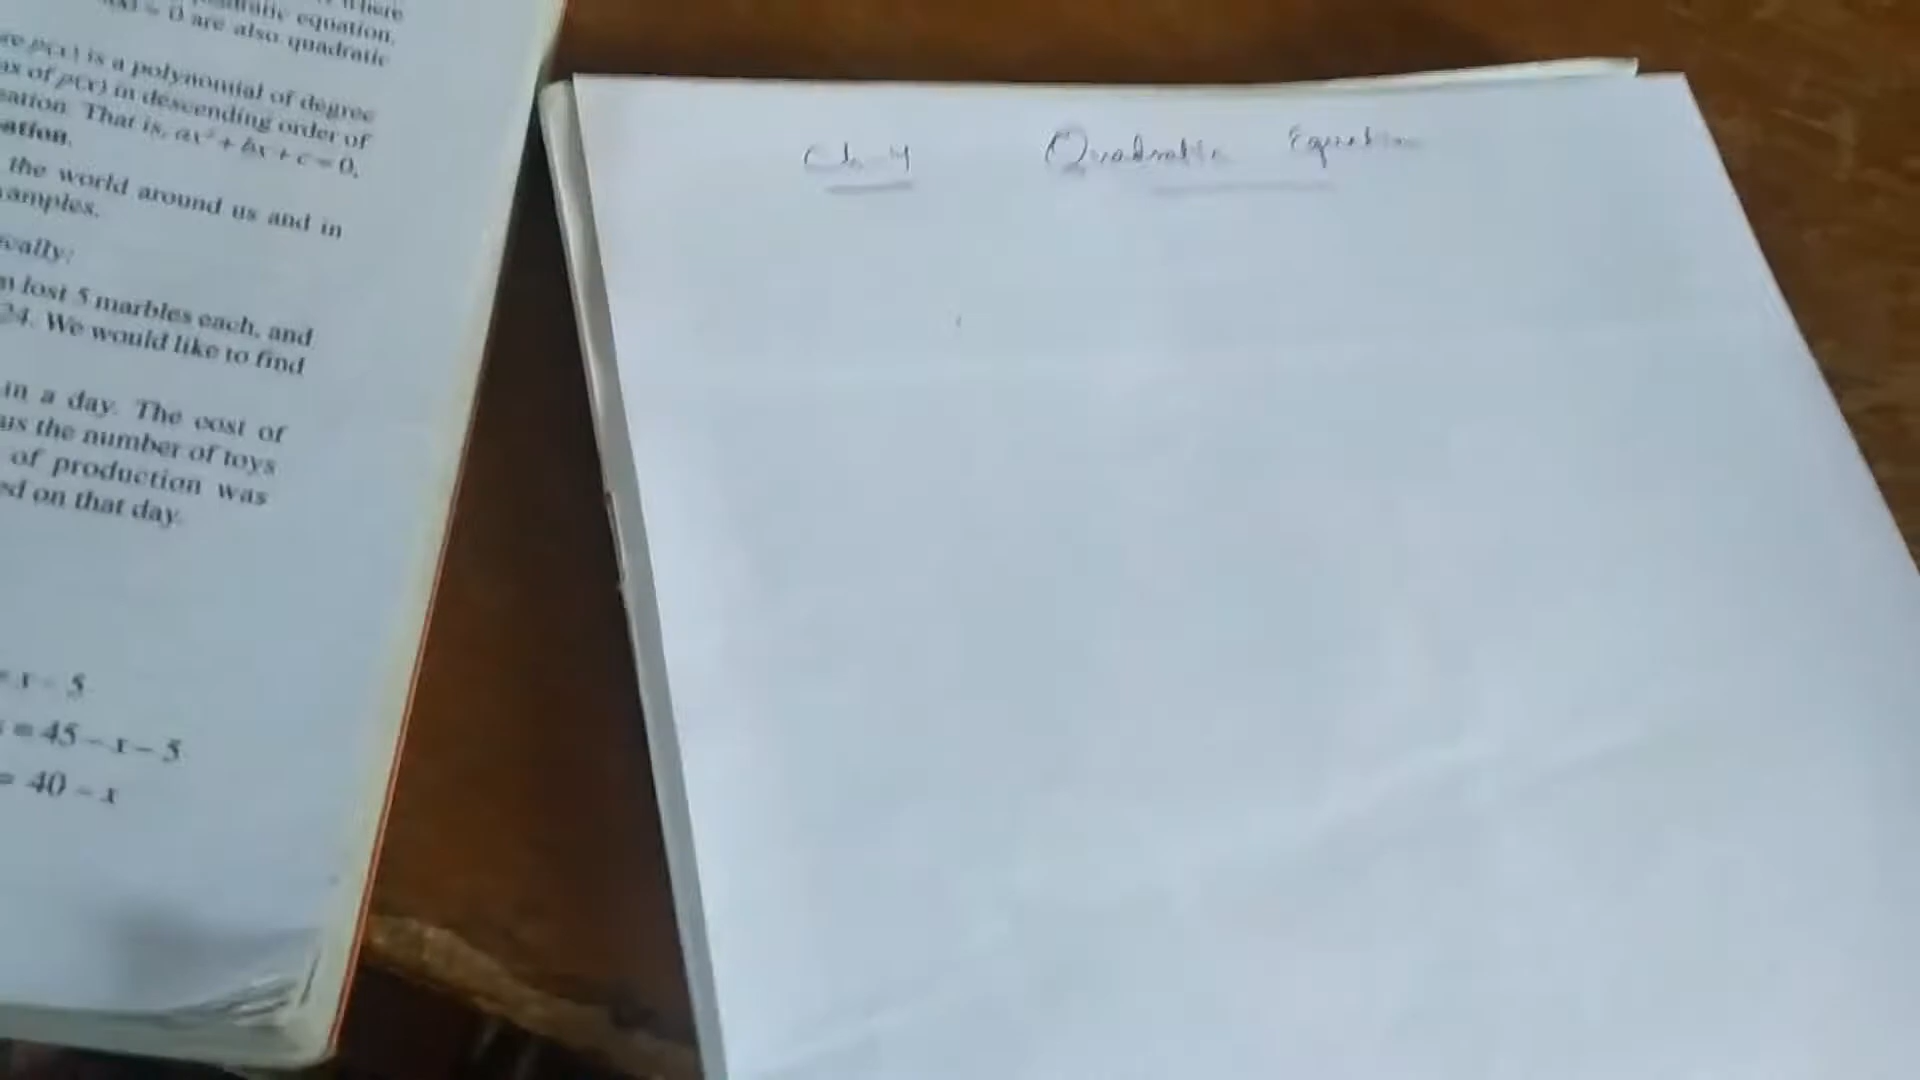 where
quadratic equation.
= 0 are also quadratic
p(x) is a polynomial of degree
of p(x) in descending order of
That is, ax² + bx + c = 0,
the world around us and in
lost 5 marbles each, and
24. We would like to find
in a day. The cost of
the number of toys
of production was
on that day.
x – 5
= 45 – x – 5
= 40 – x
Ch-4 Quadratic Equation